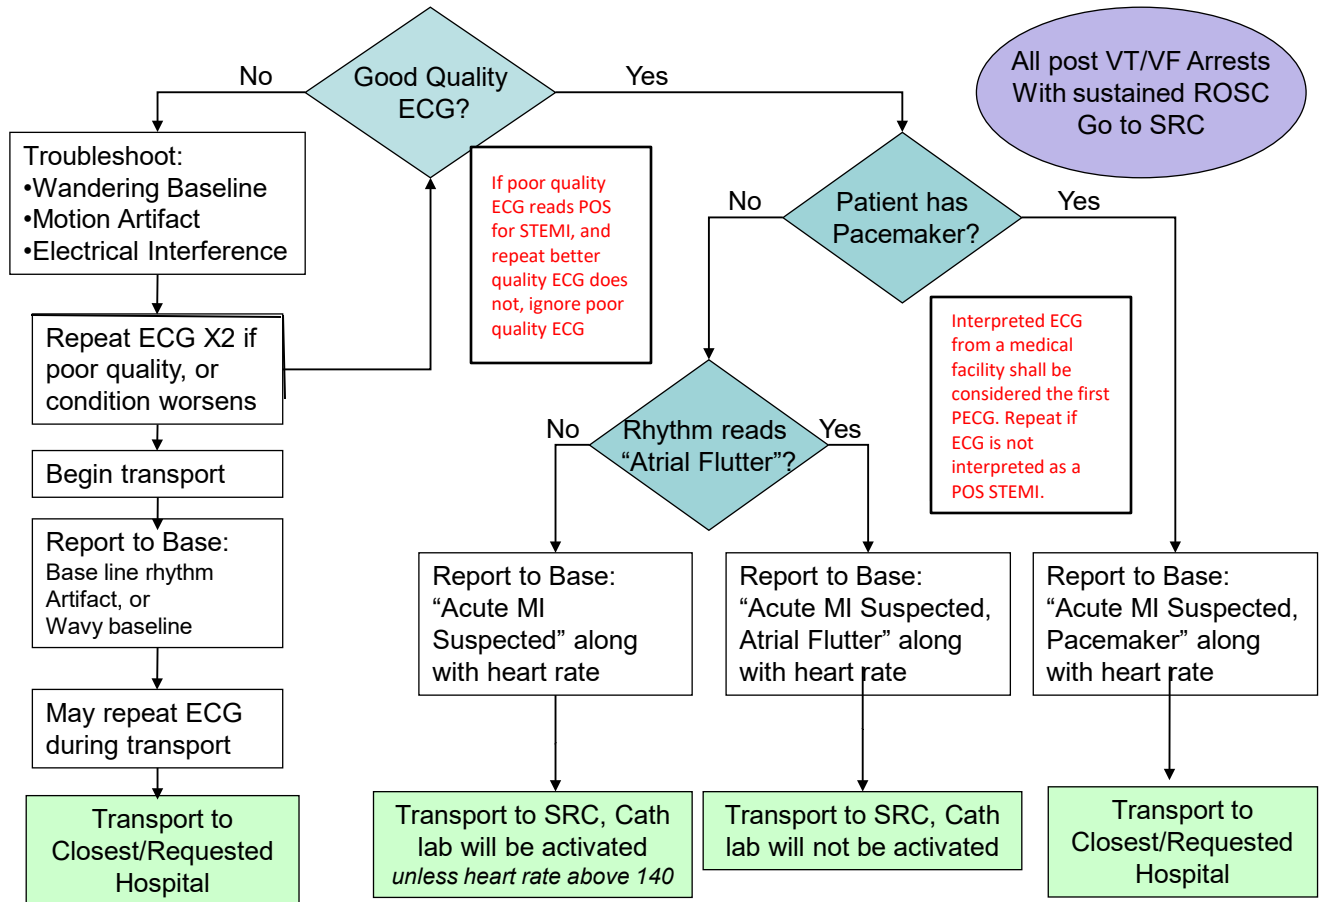 No
Good Quality
ECG?
Yes
All post VT/VF Arrests
With sustained ROSC
Go to SRC
Troubleshoot:
•Wandering Baseline
•Motion Artifact
•Electrical Interference
If poor quality
ECG reads POS
for STEMI, and
repeat better
quality ECG does
not, ignore poor
quality ECG
No
Patient has
Pacemaker?
Yes
Repeat ECG X2 if
poor quality, or
condition worsens
Interpreted ECG
from a medical
facility shall be
considered the first
PECG. Repeat if
ECG is not
interpreted as a
POS STEMI.
No
Rhythm reads
“Atrial Flutter”?
Yes
Begin transport
Report to Base:
Base line rhythm
Artifact, or
Wavy baseline
Report to Base:
“Acute MI
Suspected” along
with heart rate
Report to Base:
“Acute MI Suspected,
Atrial Flutter” along
with heart rate
Report to Base:
“Acute MI Suspected,
Pacemaker” along
with heart rate
May repeat ECG
during transport
Transport to
Closest/Requested
Hospital
Transport to SRC, Cath
lab will be activated
unless heart rate above 140
Transport to SRC, Cath
lab will not be activated
Transport to
Closest/Requested
Hospital